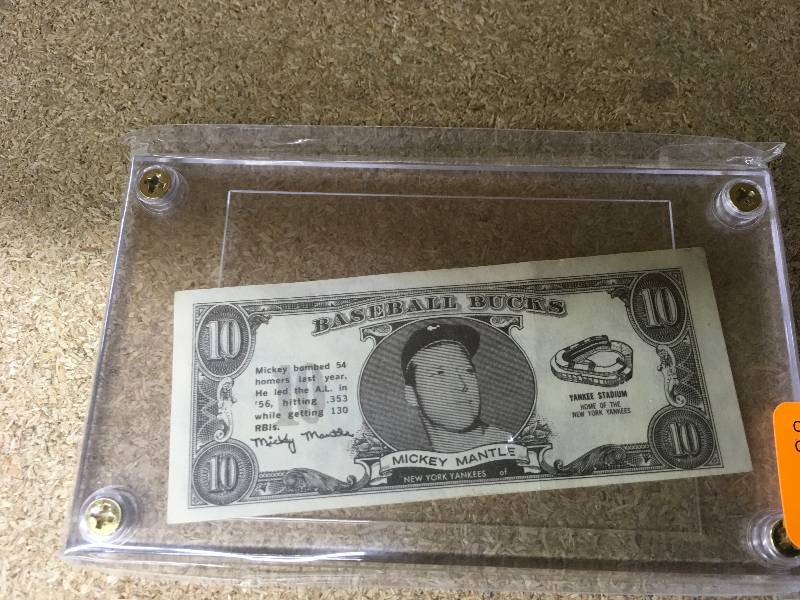 BASEBALL BUCKS
10
10
Mickey bombed 54
homers last year.
He led the A.L. in
'56, hitting .353
while getting 130
RBIs.
Micky Mantle
YANKEE STADIUM
HOME OF THE
NEW YORK YANKEES
MICKEY MANTLE
NEW YORK YANKEES of
10
10